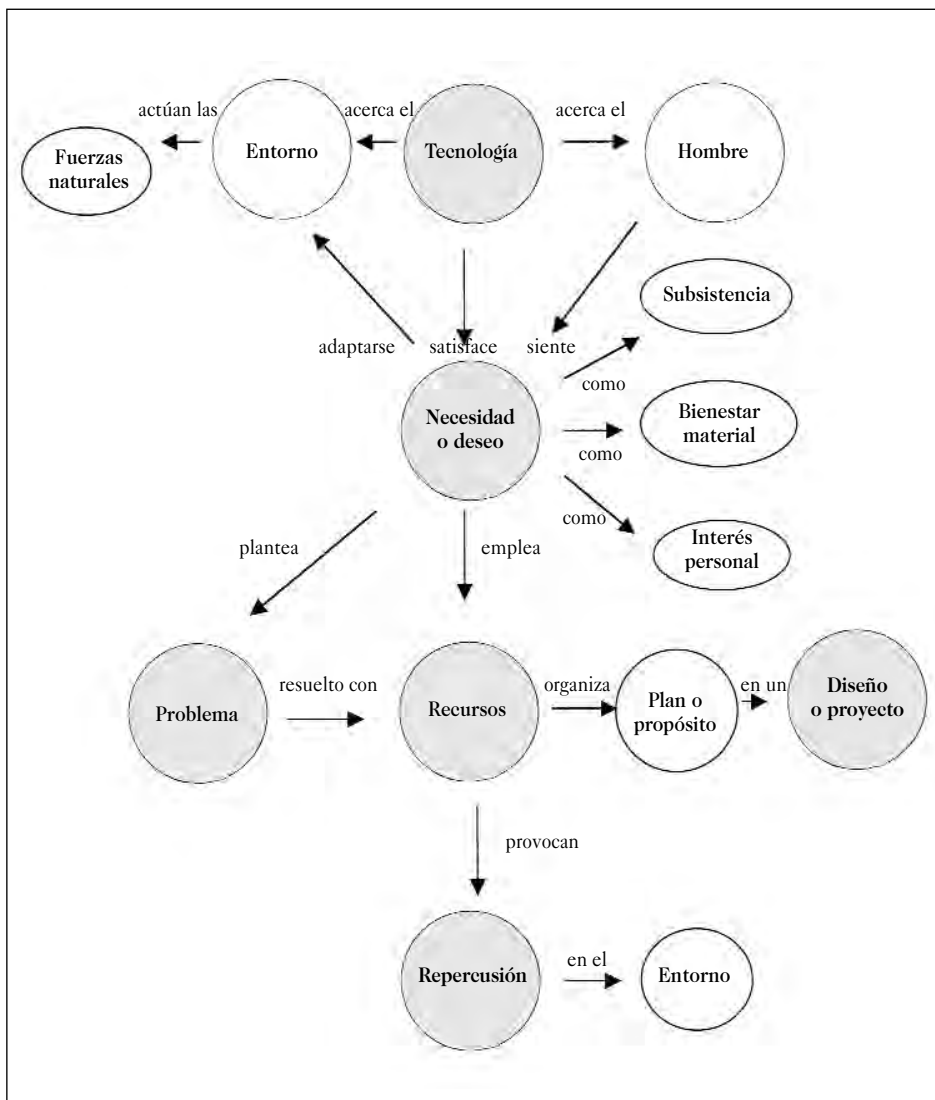 actúan las
acerca el
acerca el
Fuerzas
naturales
Entorno
Tecnología
Hombre
Subsistencia
adaptarse
satisface
siente
como
Necesidad
o deseo
Bienestar
material
como
como
Interés
personal
plantea
emplea
Problema
resuelto con
Recursos
organiza
Plan o
propósito
en un
Diseño
o proyecto
provocan
Repercusión
en el
Entorno